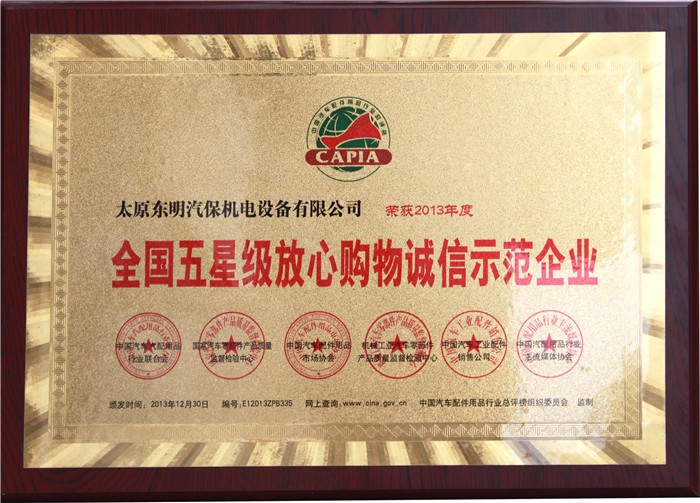 CAPIA
太原东明汽保机电设备有限公司 荣获2013年度
全国五星级放心购物诚信示范企业
中国汽车汽配用品 国家汽车零部件产品质量 中国汽车配件用品 机械工业汽车零部件 中国汽车工业配件 中国汽配用品行业
行业联合会 监督检验中心 市场协会 产品质量监督检测中心 销售公司 主流媒体协会
颁发时间:2013年12月30日 编号:E12013ZPB335 网上查询:www.cina.gov.cn 中国汽车配件用品行业总评榜组织委员会 监制